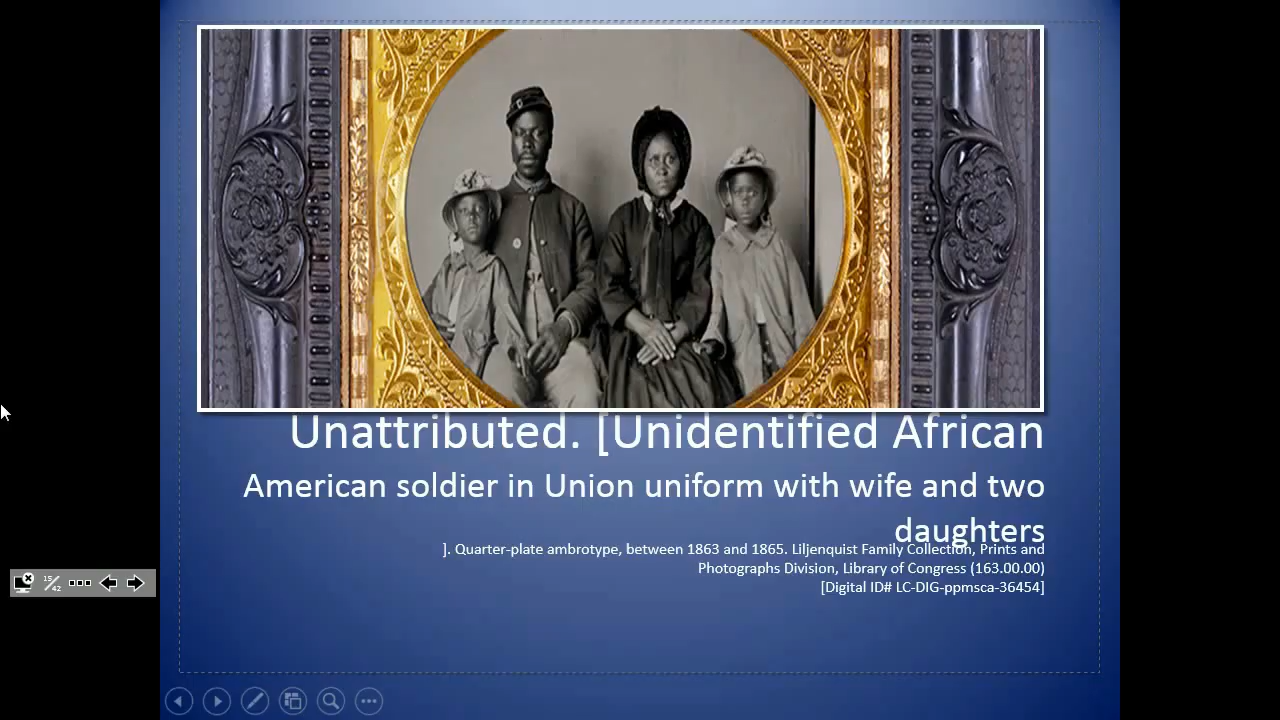 Unattributed. [Unidentified African
American soldier in Union uniform with wife and two
daughters
]. Quarter-plate ambrotype, between 1863 and 1865. Liljenquist Family Collection, Prints and
Photographs Division, Library of Congress (163.00.00)
[Digital ID# LC-DIG-ppmsca-36454]
15/42